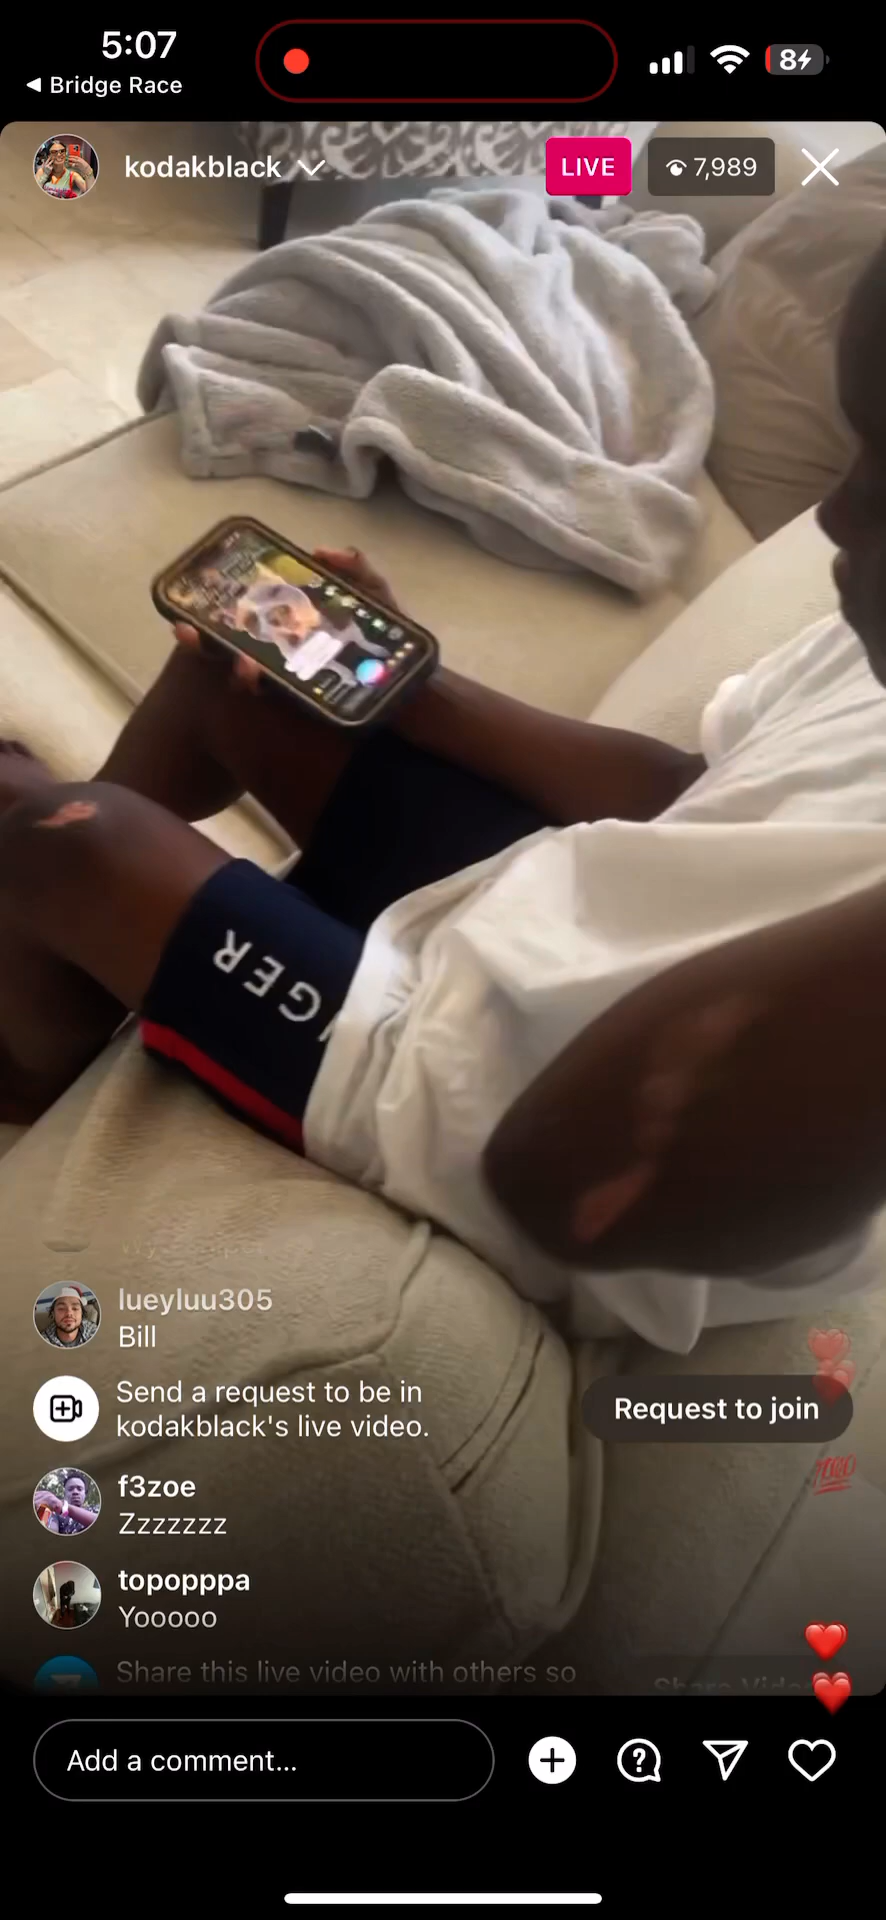 5:07
8
◀ Bridge Race
kodakblack
LIVE
7,989
GER
lueyluu305
Bill
Send a request to be in
kodakblack's live video.
Request to join
f3zoe
Zzzzzzz
topopppa
Yooooo
Share this live video with others so
Add a comment...